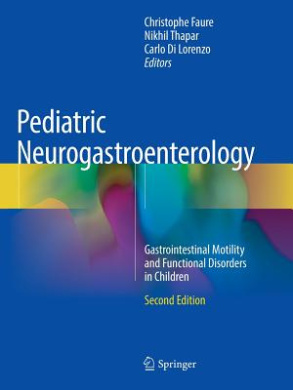 Christophe Faure
Nikhil Thapar
Carlo Di Lorenzo
Editors
Pediatric
Neurogastroenterology
Gastrointestinal Motility
and Functional Disorders
in Children
Second Edition
Springer